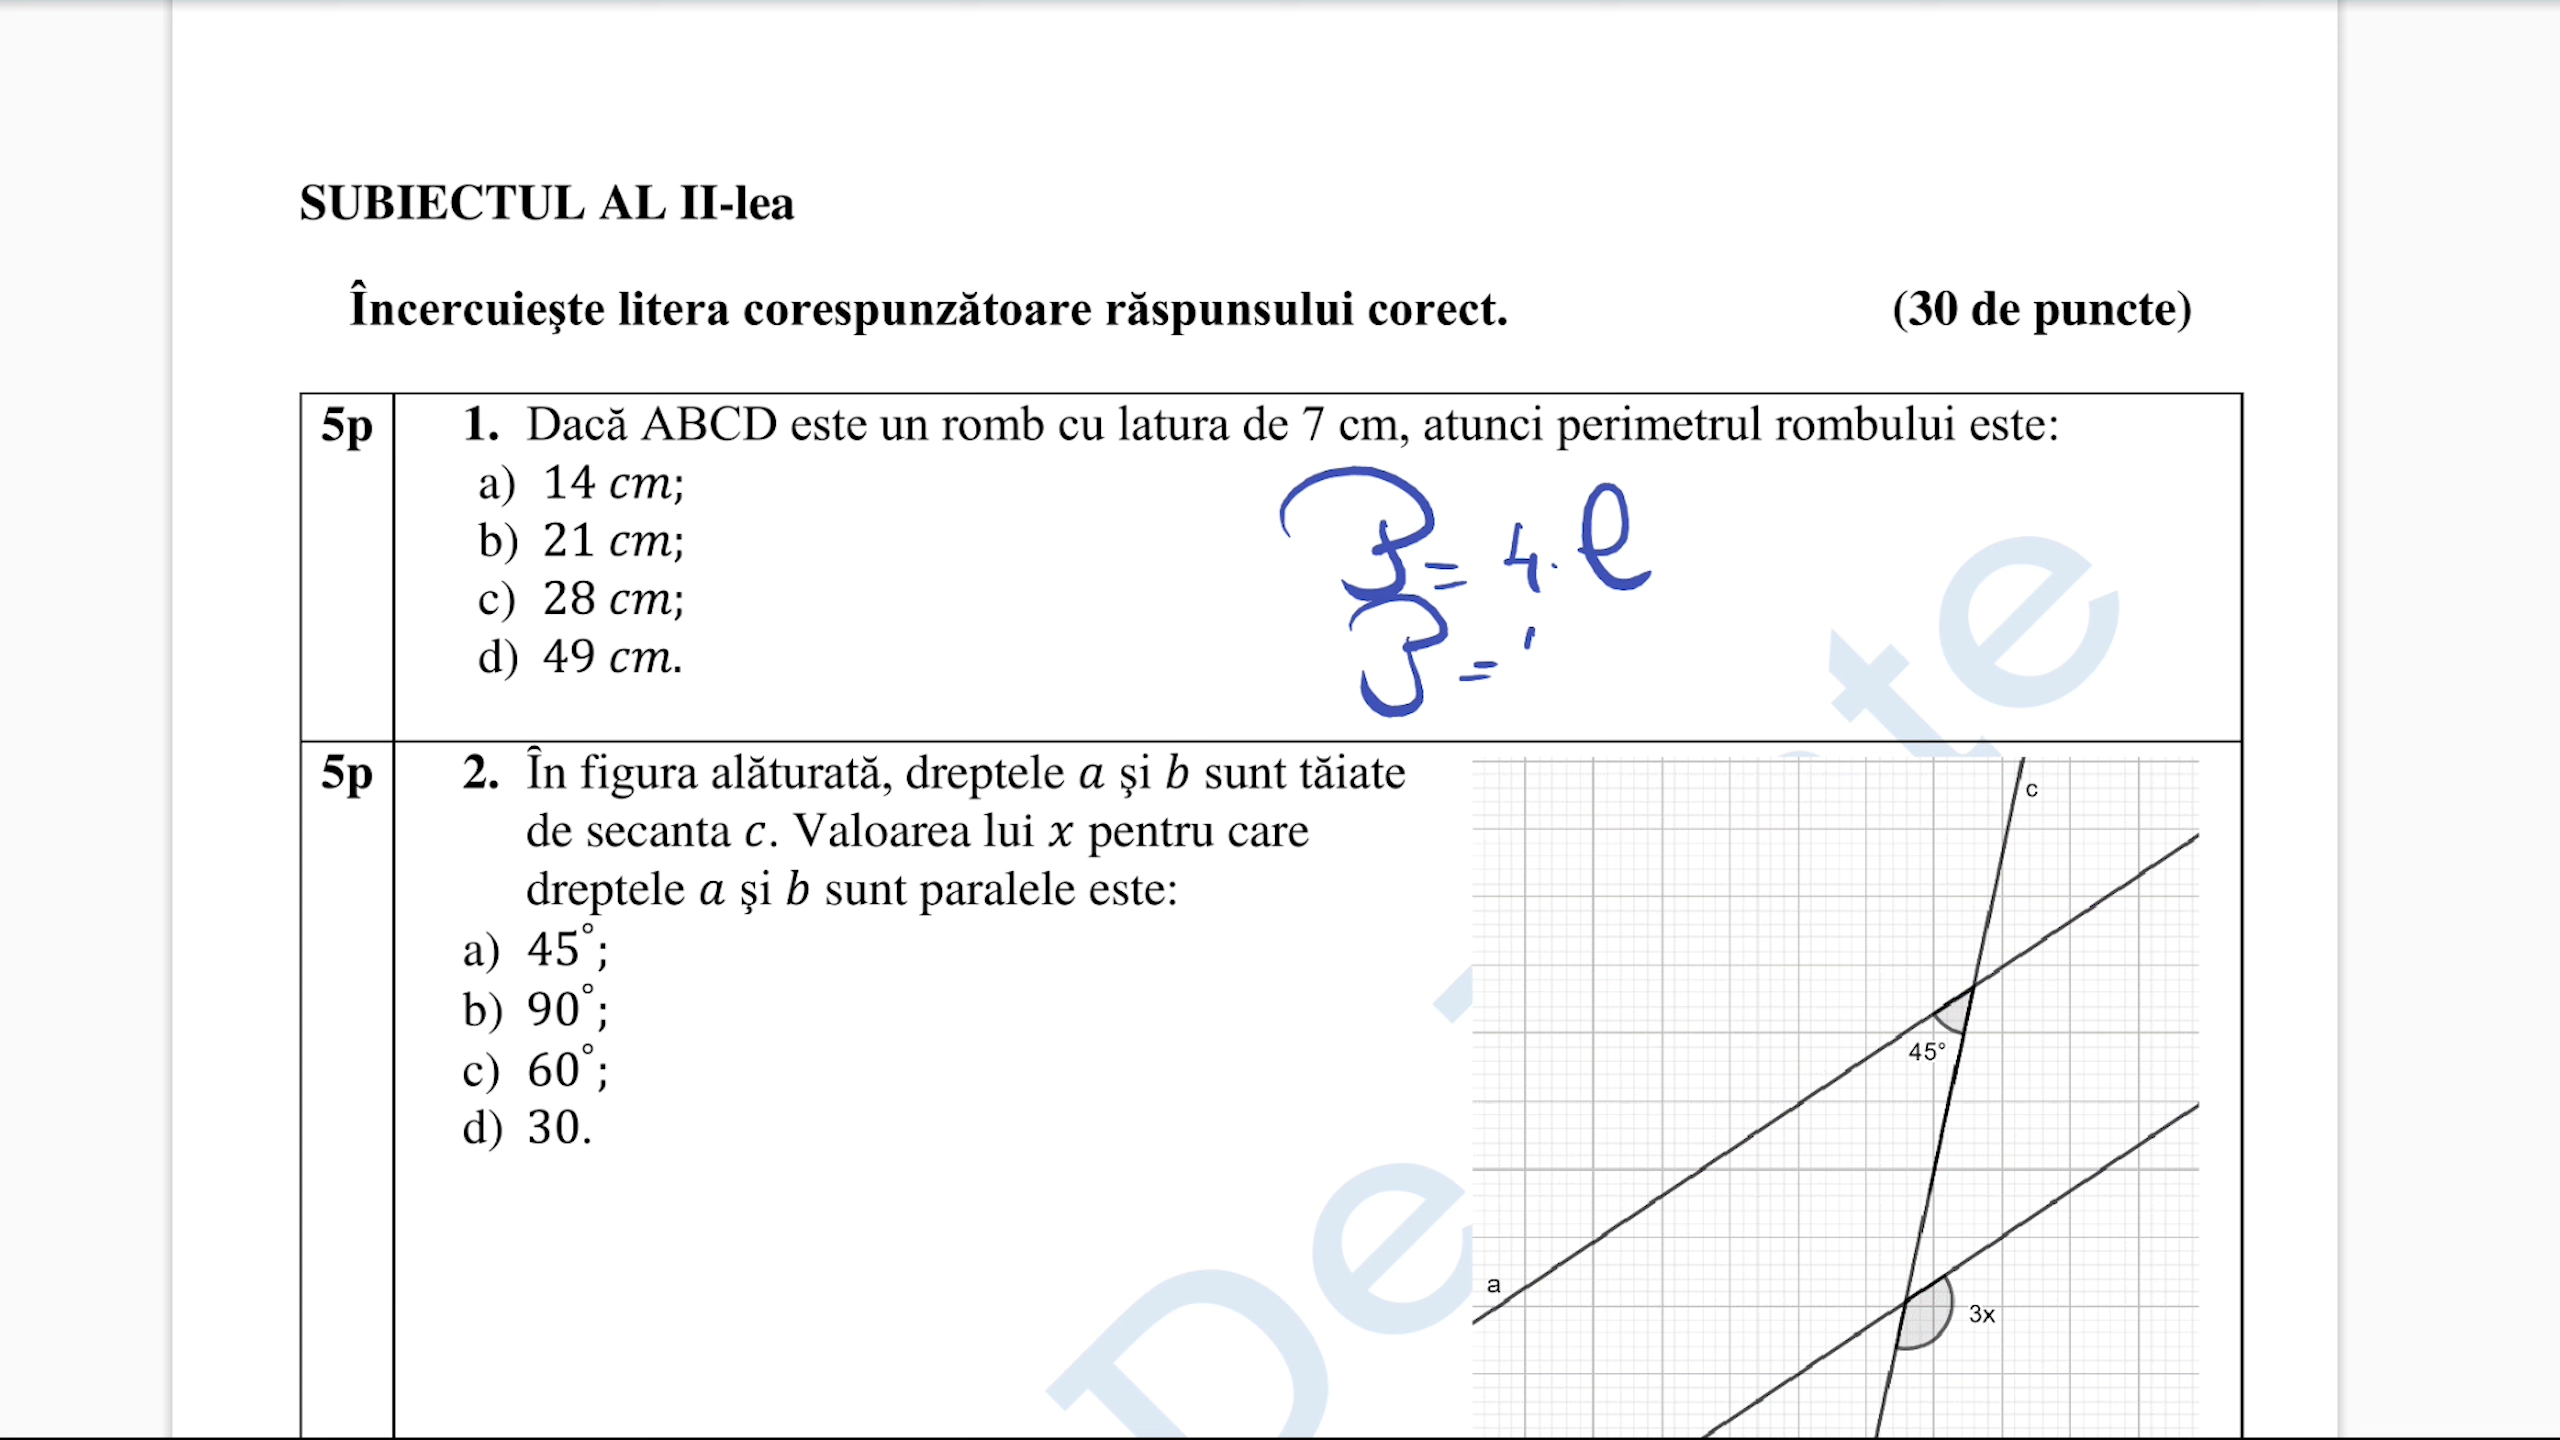 SUBIECTUL AL II-lea
Încercuieşte litera corespunzătoare răspunsului corect. (30 de puncte)
5p 1. Dacă ABCD este un romb cu latura de 7 cm, atunci perimetrul rombului este:
a) 14 cm;
b) 21 cm;
c) 28 cm;
d) 49 cm.
P = 4 · l
P =
5p 2. În figura alăturată, dreptele a şi b sunt tăiate
de secanta c. Valoarea lui x pentru care
dreptele a şi b sunt paralele este:
a) 45°;
b) 90°;
c) 60°;
d) 30.
c
45°
a
3x